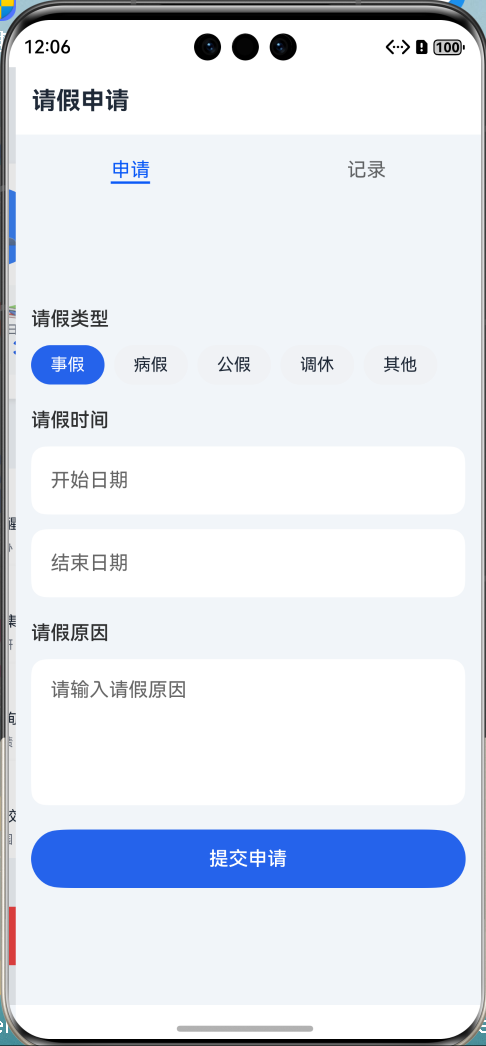 12:06
100
请假申请
申请 记录
请假类型
事假 病假 公假 调休 其他
请假时间
开始日期
结束日期
请假原因
请输入请假原因
提交申请